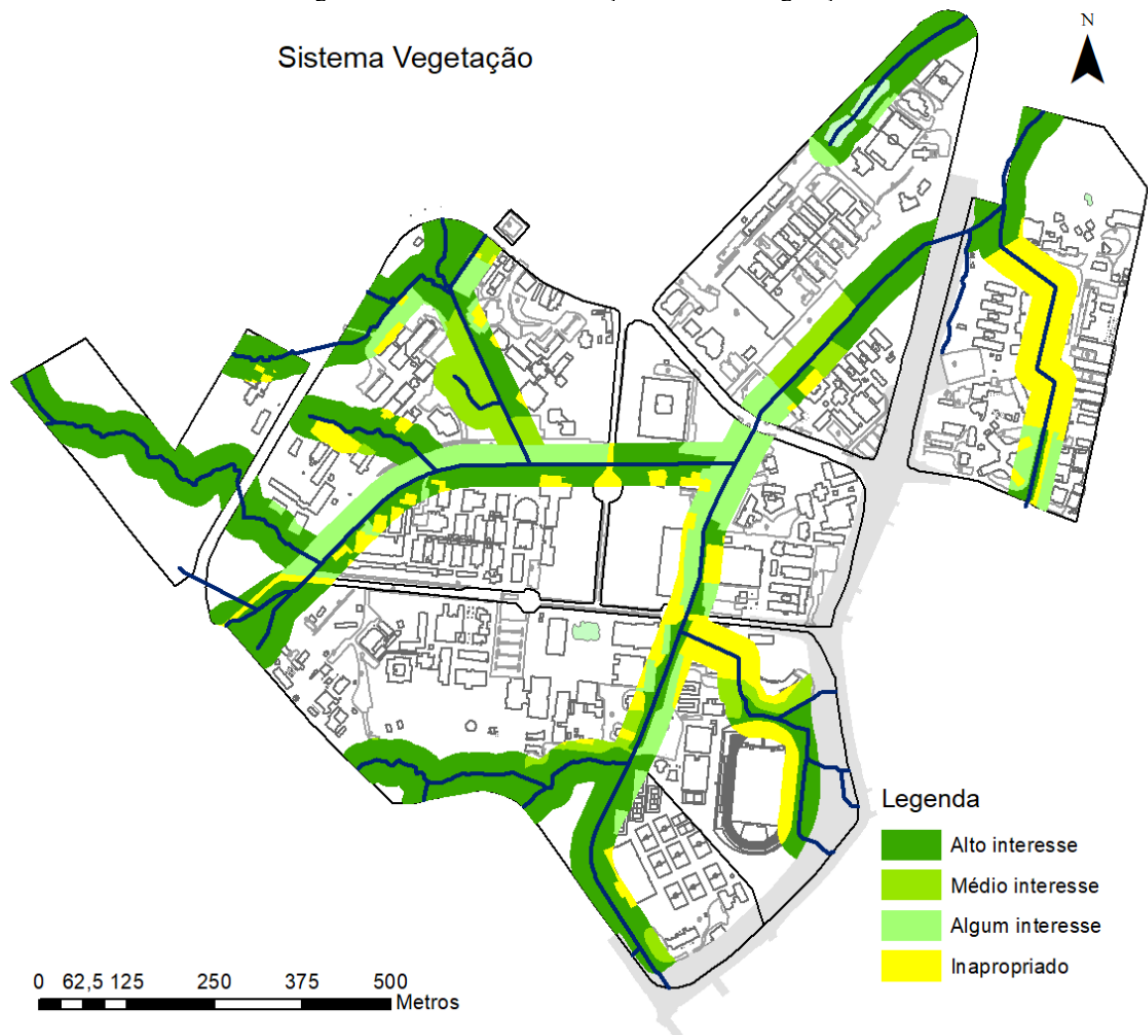 Sistema Vegetação
N
Legenda
Alto interesse
Médio interesse
Algum interesse
Inapropriado
0 62,5 125 250 375 500
Metros